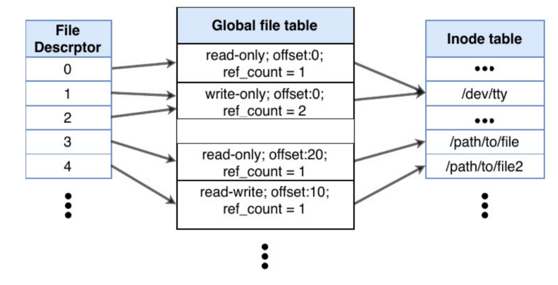 File
Descrptor
0
1
2
3
4
Global file table
read-only; offset:0;
ref_count = 1
write-only; offset:0;
ref_count = 2
read-only; offset:20;
ref_count = 1
read-write; offset:10;
ref_count = 1
Inode table
•••
/dev/tty
•••
/path/to/file
/path/to/file2